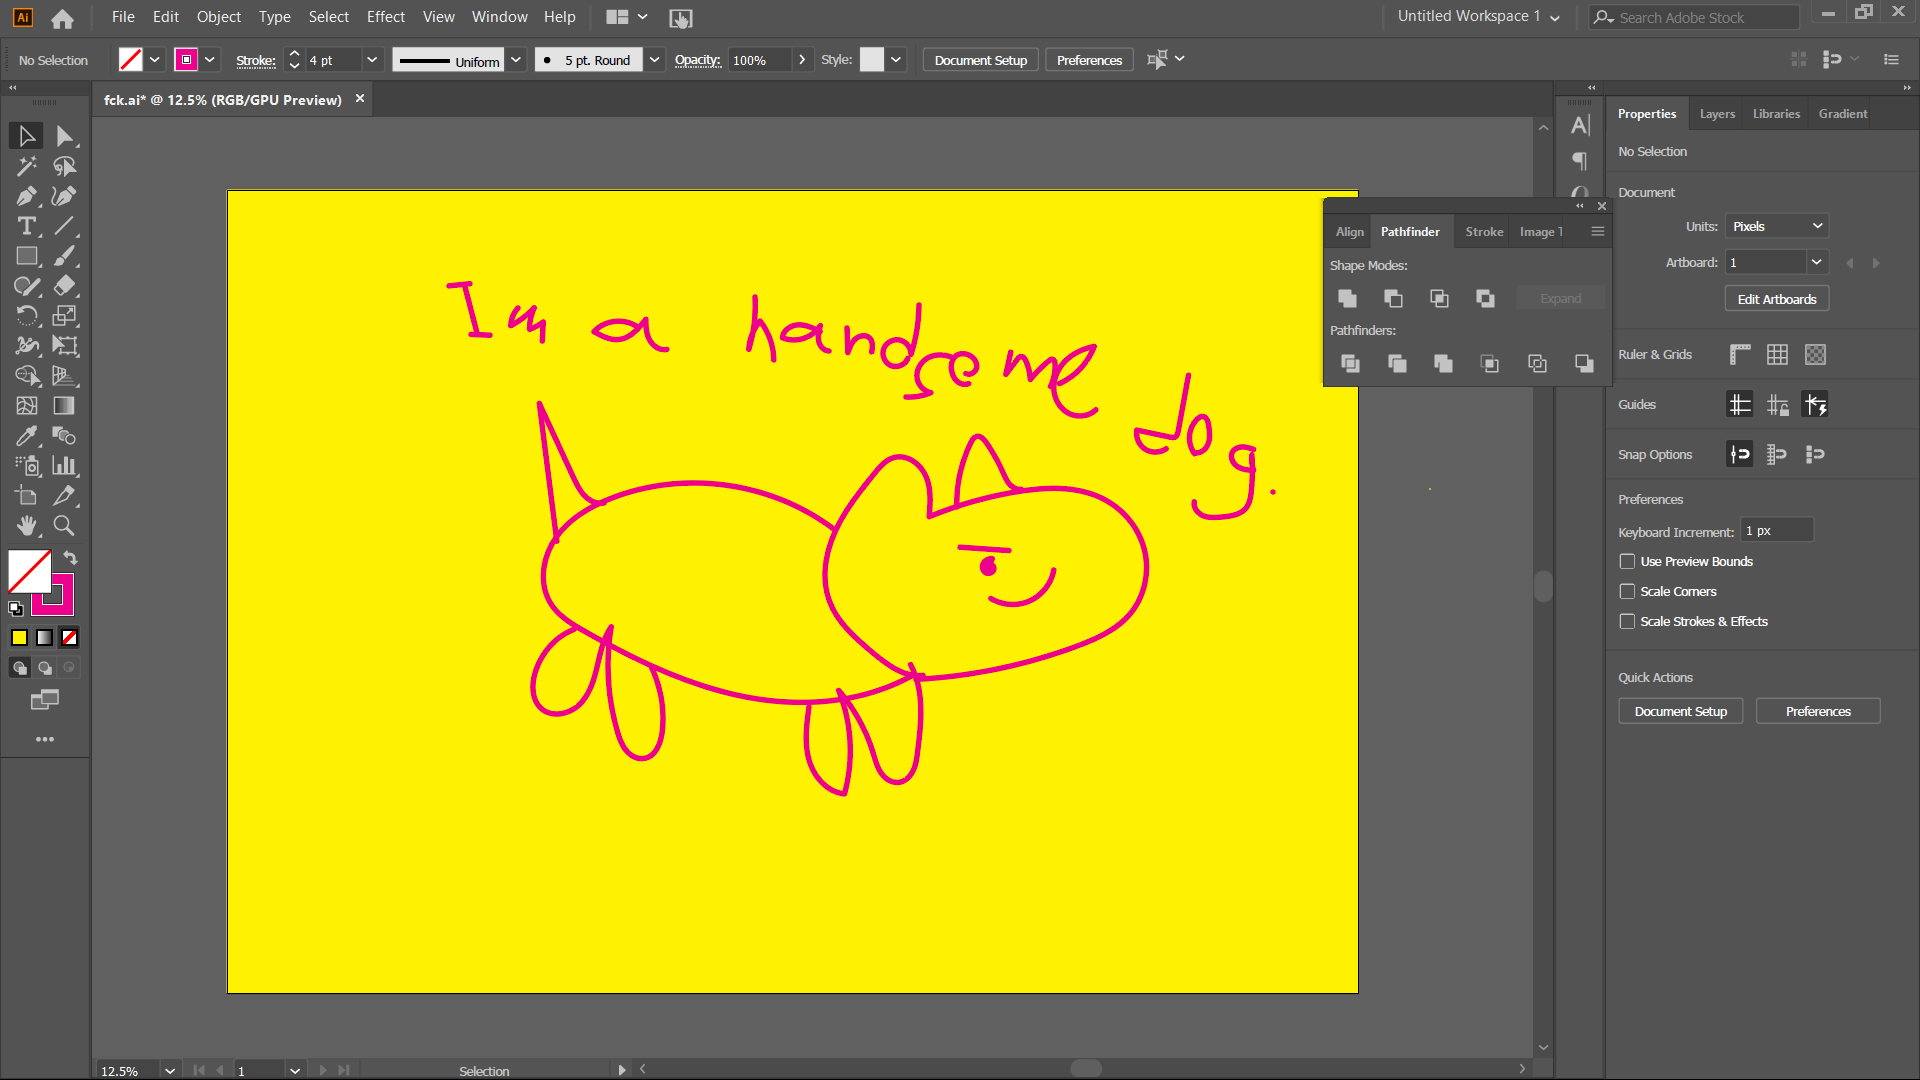 Ai File Edit Object Type Select Effect View Window Help Untitled Workspace 1 Search Adobe Stock
No Selection Stroke: 4 pt Uniform 5 pt. Round Opacity: 100% Style: Document Setup Preferences
fck.ai* @ 12.5% (RGB/GPU Preview)
Im a handsome dog.
Align Pathfinder Stroke Image T
Shape Modes:
Expand
Pathfinders:
Properties Layers Libraries Gradient
No Selection
Document
Units: Pixels
Artboard: 1
Edit Artboards
Ruler & Grids
Guides
Snap Options
Preferences
Keyboard Increment: 1 px
Use Preview Bounds
Scale Corners
Scale Strokes & Effects
Quick Actions
Document Setup Preferences
12.5% 1 Selection